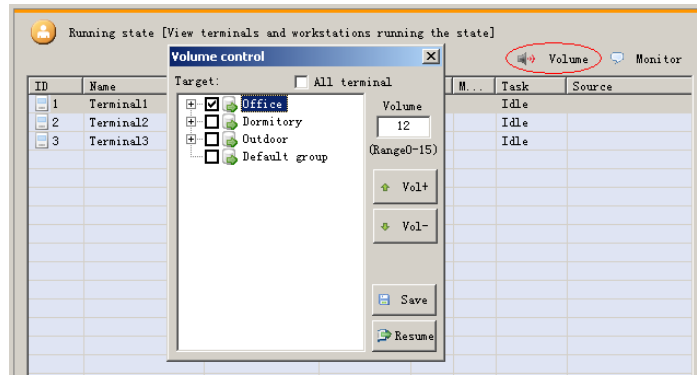 Running state [View terminals and workstations running the state]
Volume control
Volume
Monitor
Target:
All terminal
ID
Name
M...
Task
Source
1
Terminal1
Idle
2
Terminal2
Idle
3
Terminal3
Idle
Office
Dormitory
Outdoor
Default group
Volume
12
(Range0-15)
Vol+
Vol-
Save
Resume